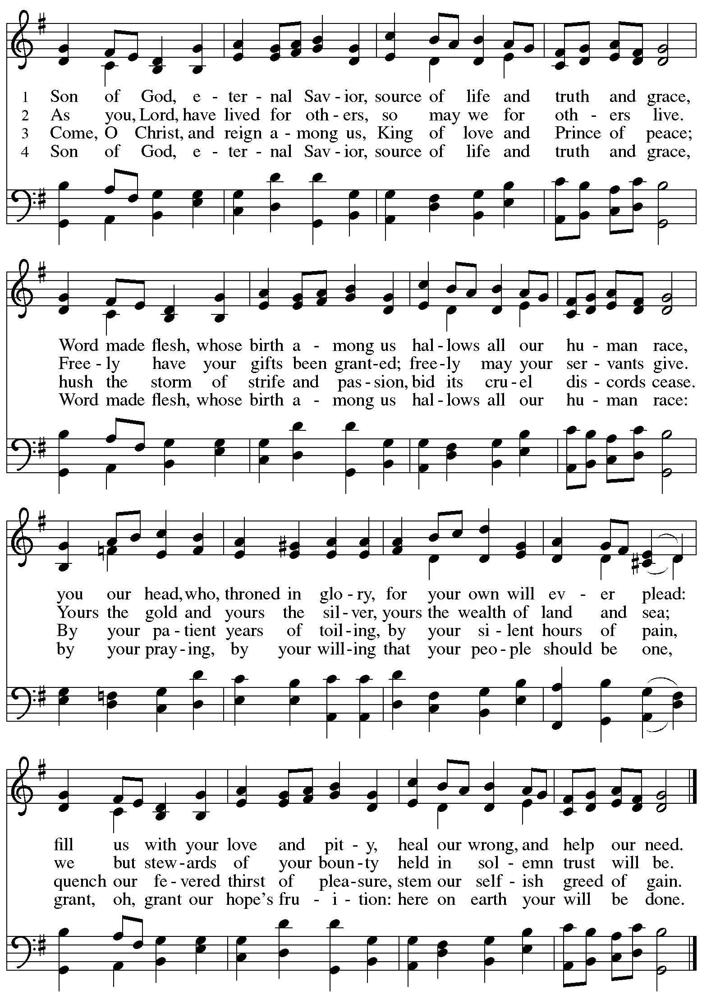 1 Son of God, e - ter - nal Sav - ior, source of life and truth and grace,
2 As you, Lord, have lived for oth - ers, so may we for oth - ers live.
3 Come, O Christ, and reign a - mong us, King of love and Prince of peace;
4 Son of God, e - ter - nal Sav - ior, source of life and truth and grace,
Word made flesh, whose birth a - mong us hal - lows all our hu - man race,
Free - ly have your gifts been grant - ed; free - ly may your ser - vants give.
hush the storm of strife and pas - sion, bid its cru - el dis - cords cease.
Word made flesh, whose birth a - mong us hal - lows all our hu - man race:
you our head, who, throned in glo - ry, for your own will ev - er plead:
Yours the gold and yours the sil - ver, yours the wealth of land and sea;
By your pa - tient years of toil - ing, by your si - lent hours of pain,
by your pray - ing, by your will - ing that your peo - ple should be one,
fill us with your love and pit - y, heal our wrong, and help our need.
we but stew - ards of your boun - ty held in sol - emn trust will be.
quench our fe - vered thirst of plea - sure, stem our self - ish greed of gain.
grant, oh, grant our hope's fru - i - tion: here on earth your will be done.